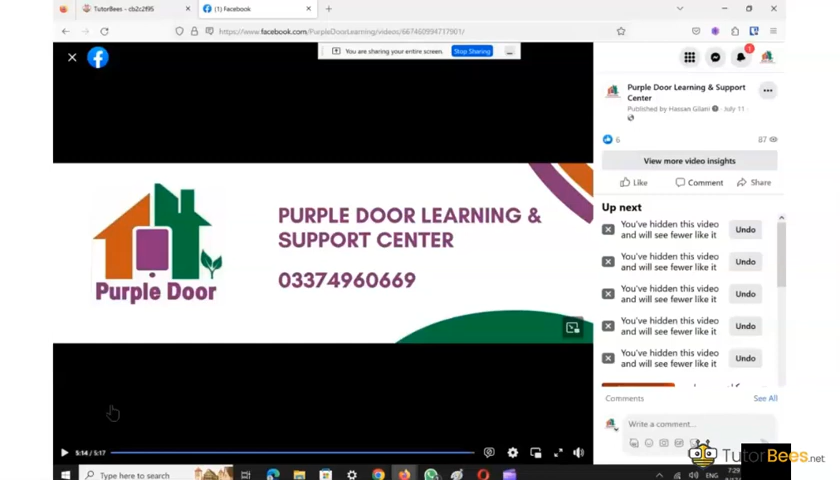 TutorBees - cb2c2f95
(1) Facebook
https://www.facebook.com/PurpleDoorLearning/videos/667460994717901/
You are sharing your entire screen.
Stop Sharing
1
Purple Door Learning & Support
Center
Published by Hassan Gilam
July 11
6
87
View more video insights
Like
Comment
Share
Up next
You've hidden this video
and will see fewer like it
Undo
You've hidden this video
and will see fewer like it
Undo
You've hidden this video
and will see fewer like it
Undo
You've hidden this video
and will see fewer like it
Undo
You've hidden this video
and will see fewer like it
Undo
Comments
See All
Write a comment...
PURPLE DOOR LEARNING &
SUPPORT CENTER
03374960669
Purple Door
5:14 / 5:17
Type here to search
ENG
7:29
TutorBees.net